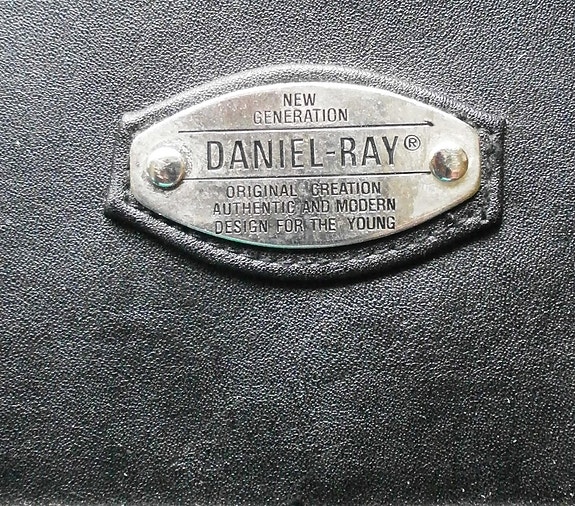 NEW
GENERATION
DANIEL-RAY®
ORIGINAL CREATION
AUTHENTIC AND MODERN
DESIGN FOR THE YOUNG